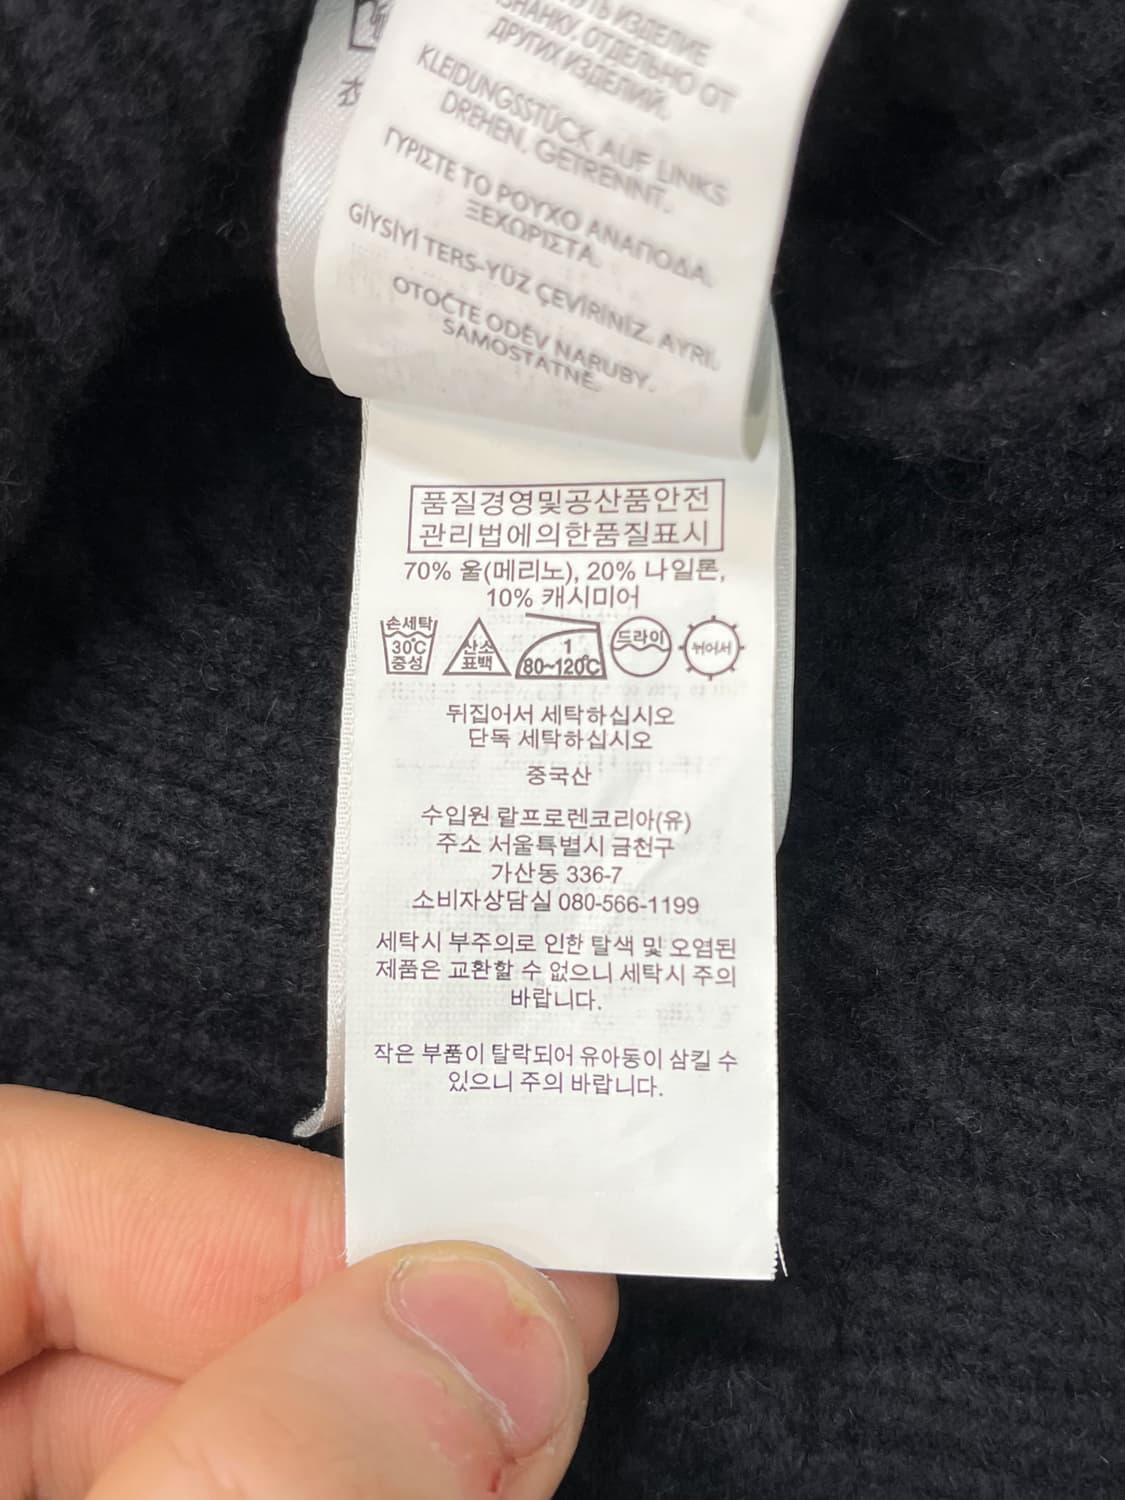 ИЗДЕЛИЕ
ОТДЕЛЬНО ОТ
ДРУГИХ ИЗДЕЛИЙ.
KLEIDUNGSSTÜCK AUF LINKS
DREHEN. GETRENNT.
ΓΥΡΙΣΤΕ ΤΟ ΡΟΥΧΟ ΑΝΑΠΟΔΑ.
ΞΕΧΩΡΙΣΤΑ.
GİYSİYİ TERS-YÜZ ÇEVİRİNİZ. AYRI.
OTOČTE ODĚV NARUBY.
SAMOSTATNĚ.
품질경영및공산품안전
관리법에의한품질표시
70% 울(메리노), 20% 나일론,
10% 캐시미어
손세탁
30℃
중성
산소
표백
1
80~120℃
드라이
뉘어서
뒤집어서 세탁하십시오
단독 세탁하십시오
중국산
수입원 랄프로렌코리아(유)
주소 서울특별시 금천구
가산동 336-7
소비자상담실 080-566-1199
세탁시 부주의로 인한 탈색 및 오염된
제품은 교환할 수 없으니 세탁시 주의
바랍니다.
작은 부품이 탈락되어 유아동이 삼킬 수
있으니 주의 바랍니다.